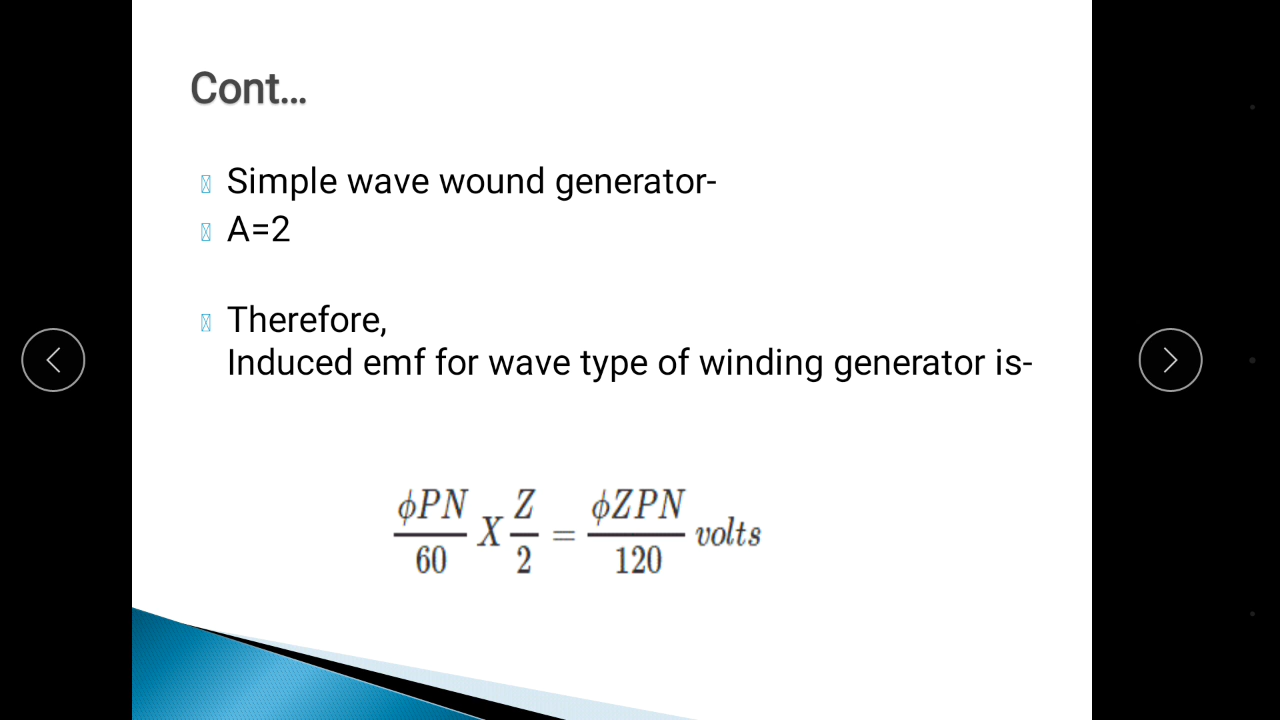 Cont...
Simple wave wound generator-
A=2
Therefore,
Induced emf for wave type of winding generator is-
ϕPN/60 X Z/2 = ϕZPN/120 volts